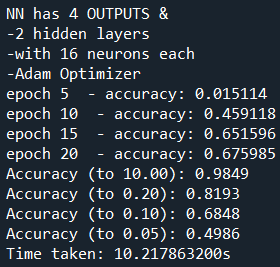 NN has 4 OUTPUTS &
-2 hidden layers
-with 16 neurons each
-Adam Optimizer
epoch 5  - accuracy: 0.015114
epoch 10  - accuracy: 0.459118
epoch 15  - accuracy: 0.651596
epoch 20  - accuracy: 0.675985
Accuracy (to 10.00): 0.9849
Accuracy (to 0.20): 0.8193
Accuracy (to 0.10): 0.6848
Accuracy (to 0.05): 0.4986
Time taken: 10.217863200s